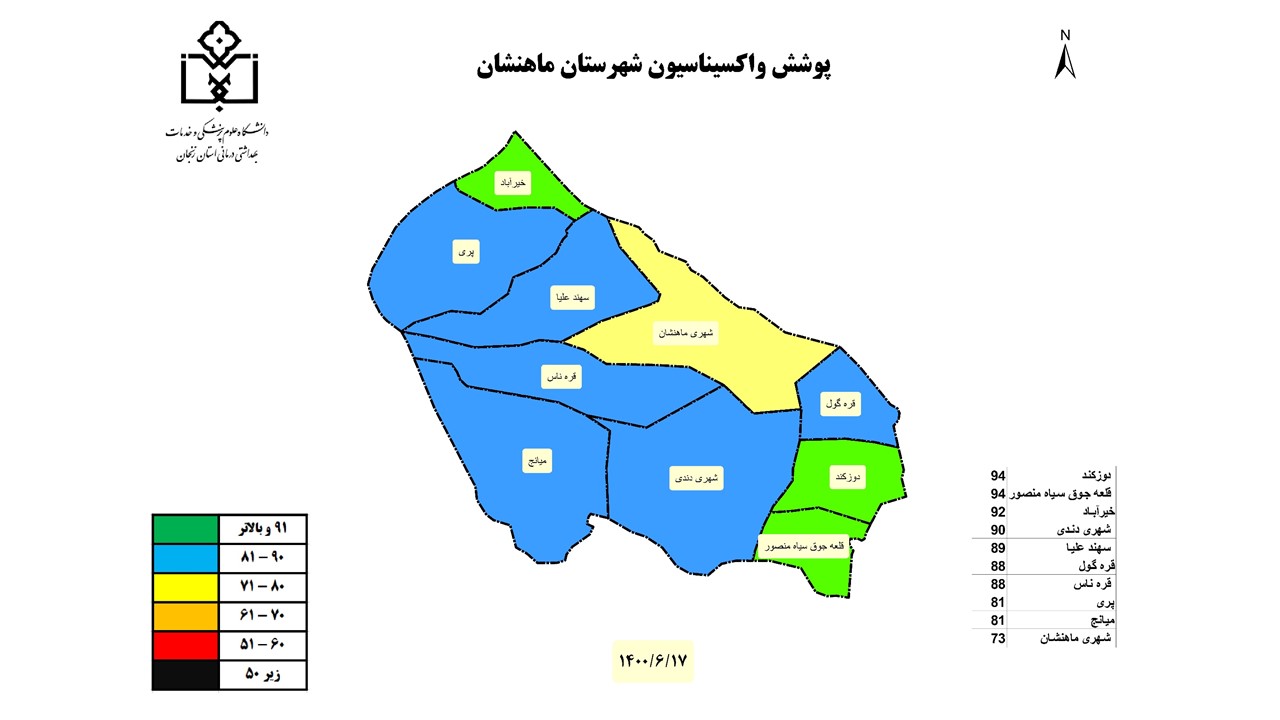 پوشش واکسیناسیون شهرستان ماهنشان
N
دانشگاه علوم پزشکی و خدمات
بهداشتی درمانی استان زنجان
خیرآباد
پری
سهند علیا
شهری ماهنشان
قره ناس
قره گول
میانج
شهری دندی
دوزکند
قلعه جوق سیاه منصور
دوزکند 94
قلعه جوق سیاه منصور 94
خیرآباد 92
شهری دندی 90
سهند علیا 89
قره گول 88
قره ناس 88
پری 81
میانج 81
شهری ماهنشان 73
۹۱ و بالاتر
۸۱ – ۹۰
۷۱ – ۸۰
۶۱ – ۷۰
۵۱ – ۶۰
زیر ۵۰
۱۴۰۰/۶/۱۷